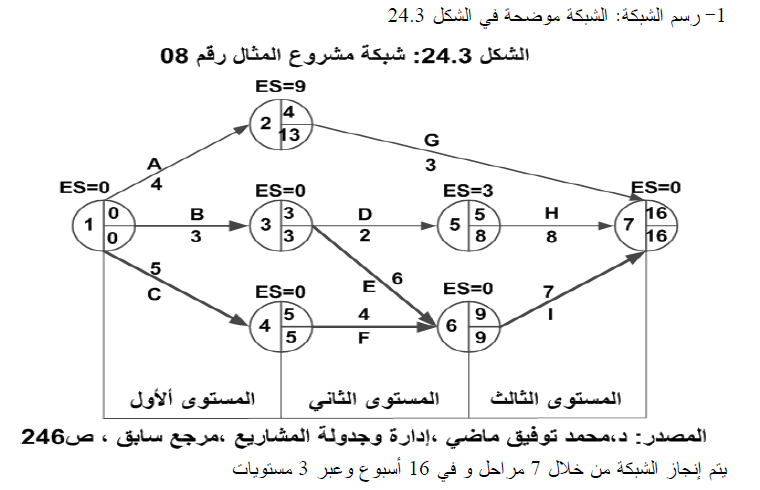 1- رسم الشبكة: الشبكة موضحة في الشكل 24.3
الشكل 24.3: شبكة مشروع المثال رقم 08
ES=9
2 4 13
G
3
A
4
ES=0
1 0 0
ES=0
3 3 3
ES=3
5 5 8
ES=0
7 16 16
B
3
D
2
H
8
5
C
E 6
ES=0
4 5 5
4
F
ES=0
6 9 9
7
I
المستوى ألأول
المستوى الثاني
المستوى الثالث
المصدر: د،محمد توفيق ماضي ،إدارة وجدولة المشاريع ،مرجع سابق ، ص246
يتم إنجاز الشبكة من خلال 7 مراحل و في 16 أسبوع وعبر 3 مستويات